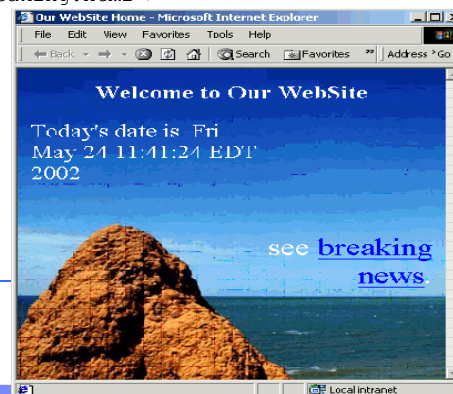 Our WebSite Home - Microsoft Internet Explorer
File Edit View Favorites Tools Help
Back Search Favorites » Address » Go
Welcome to Our WebSite
Today's date is Fri
May 24 11:41:24 EDT
2002
see breaking
news.
Local intranet